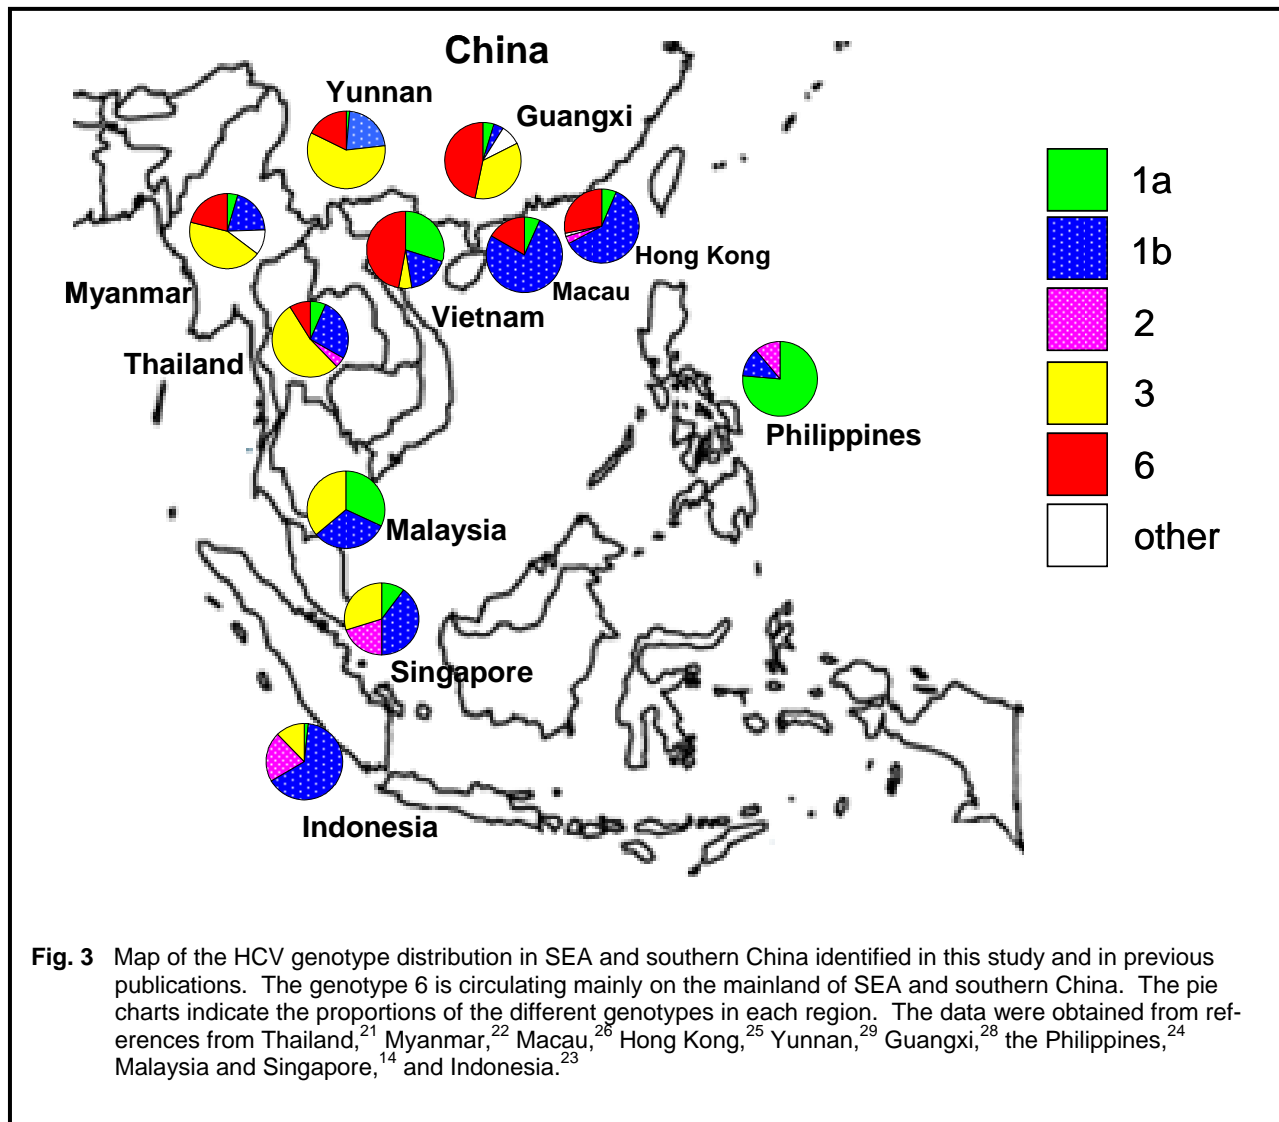 China
Yunnan
Guangxi
Hong Kong
Macau
Myanmar
Vietnam
Thailand
Philippines
Malaysia
Singapore
Indonesia
1a
1b
2
3
6
other
Fig. 3 Map of the HCV genotype distribution in SEA and southern China identified in this study and in previous
publications. The genotype 6 is circulating mainly on the mainland of SEA and southern China. The pie
charts indicate the proportions of the different genotypes in each region. The data were obtained from ref-
erences from Thailand,21 Myanmar,22 Macau,26 Hong Kong,25 Yunnan,29 Guangxi,28 the Philippines,24
Malaysia and Singapore,14 and Indonesia.23